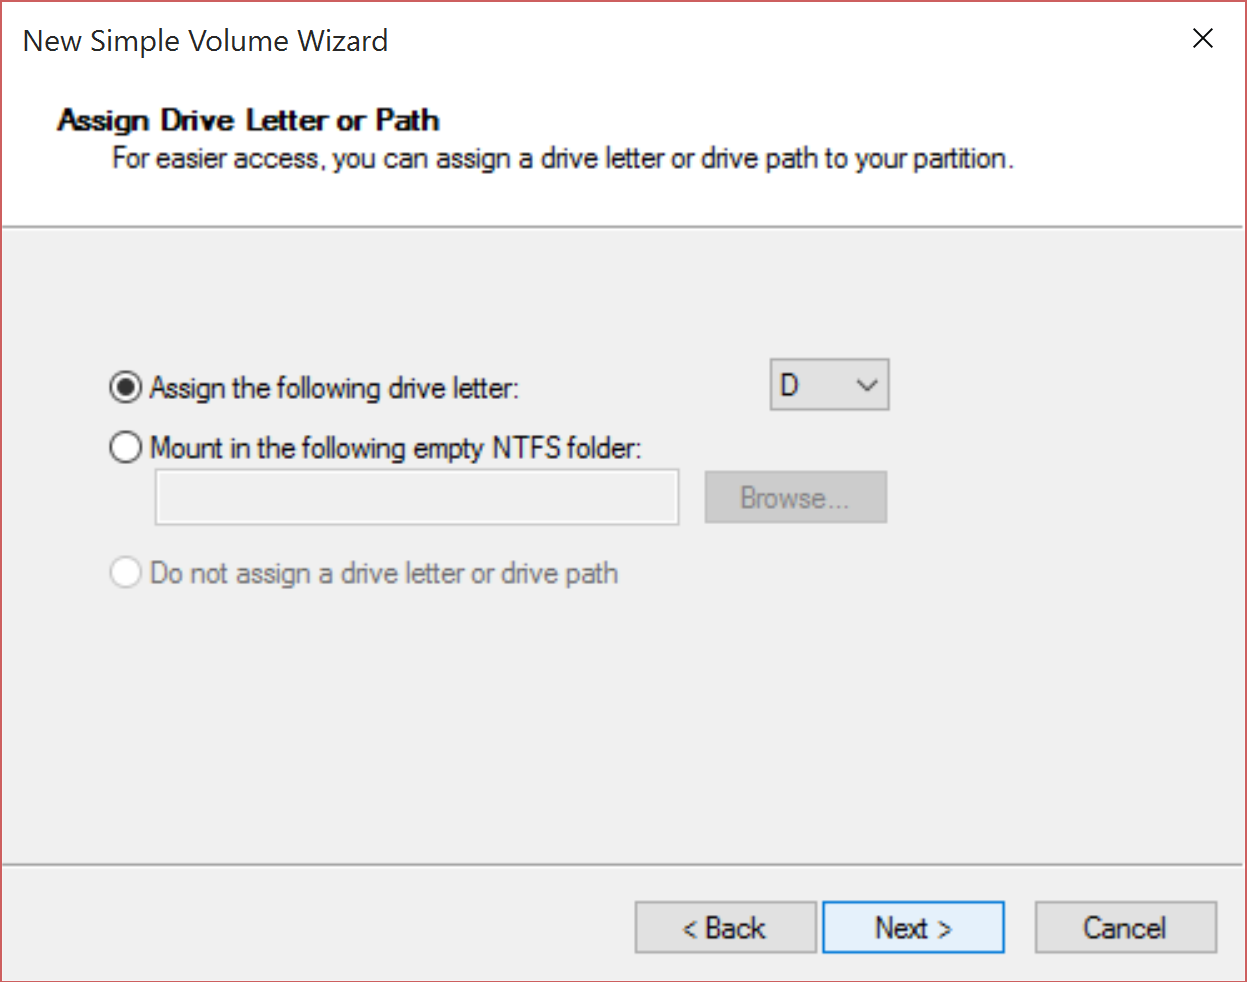 New Simple Volume Wizard
Assign Drive Letter or Path
For easier access, you can assign a drive letter or drive path to your partition.
Assign the following drive letter: D
Mount in the following empty NTFS folder:
Browse...
Do not assign a drive letter or drive path
< Back Next > Cancel